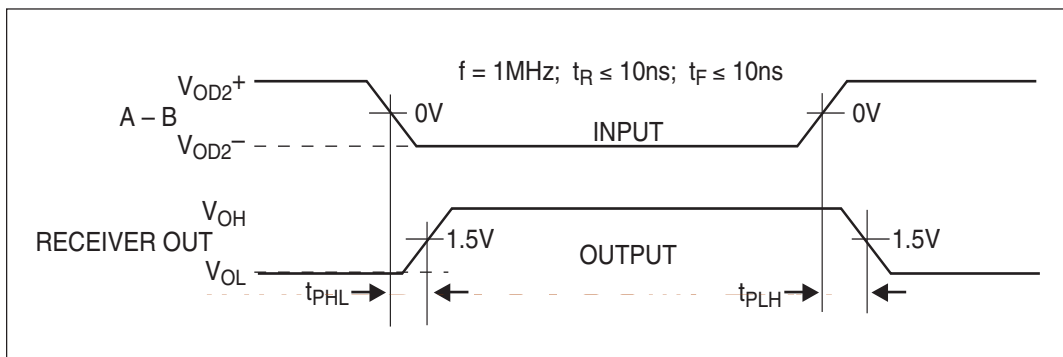 f = 1MHz; tR ≤ 10ns; tF ≤ 10ns
VOD2+
A – B
0V
0V
INPUT
VOD2–
VOH
RECEIVER OUT
1.5V
1.5V
OUTPUT
VOL
tPHL
tPLH